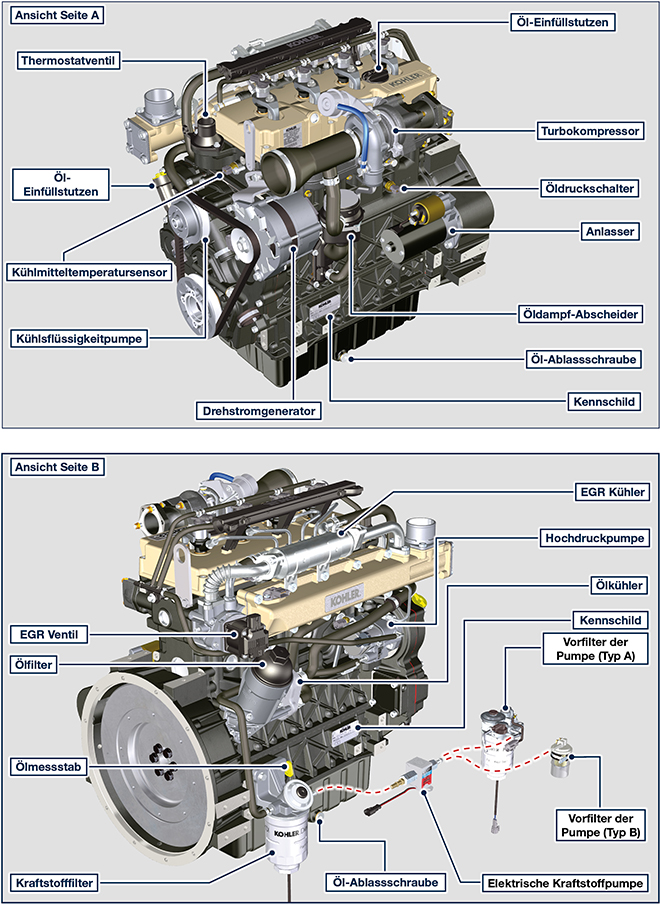 Ansicht Seite A
Öl-Einfüllstutzen
Thermostatventil
KOHLER
KOHLER
Turbokompressor
Öl-
Einfüllstutzen
Öldruckschalter
Anlasser
Kühlmitteltemperatursensor
Öldampf-Abscheider
Kühlsflüssigkeitpumpe
Öl-Ablassschraube
Drehstromgenerator
Kennschild
Ansicht Seite B
EGR Kühler
Hochdruckpumpe
Ölkühler
KOHLER
Kennschild
EGR Ventil
Vorfilter der
Pumpe (Typ A)
Ölfilter
Ölmessstab
Vorfilter der
Pumpe (Typ B)
KOHLER
Kraftstofffilter
Öl-Ablassschraube
Elektrische Kraftstoffpumpe